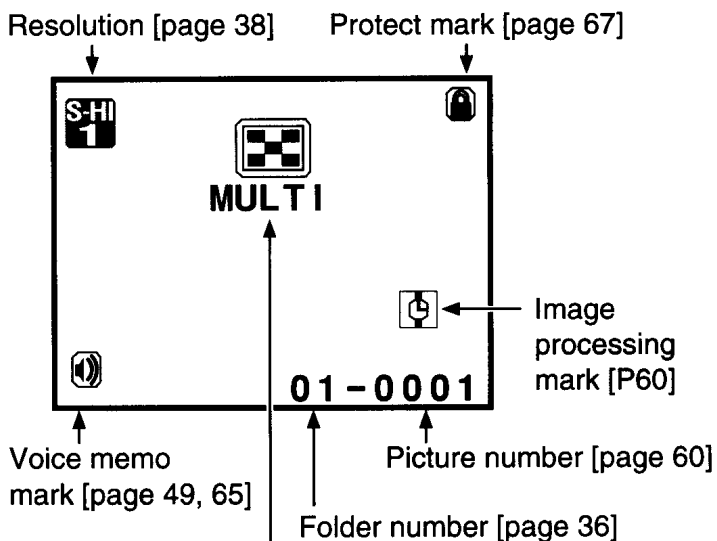 Resolution [page 38]
Protect mark [page 67]
S-HI
1
MULTI
Image
processing
mark [P60]
01-0001
Voice memo
mark [page 49, 65]
Picture number [page 60]
Folder number [page 36]